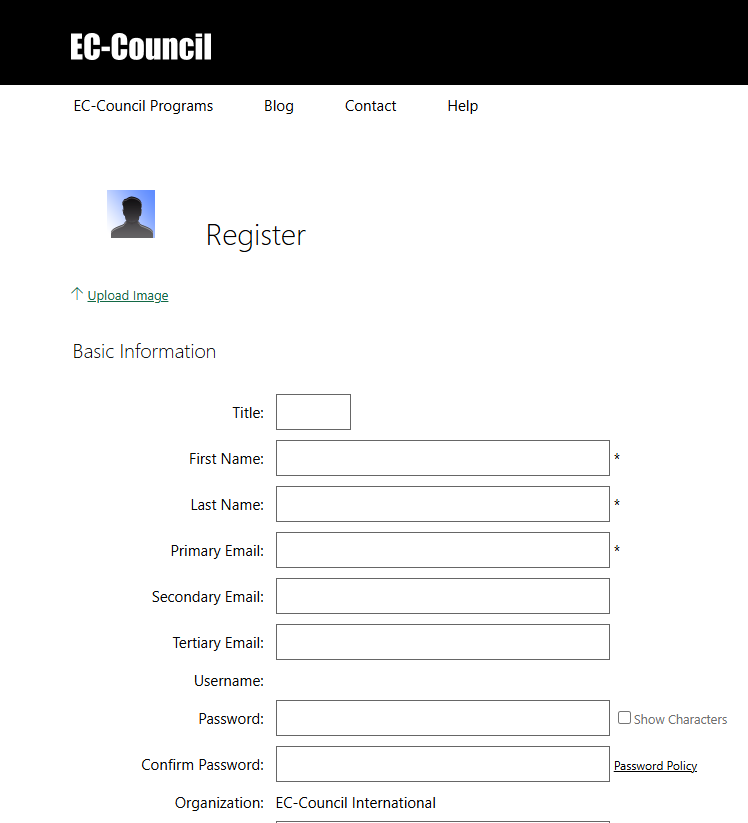 EC-Council
EC-Council Programs Blog Contact Help
Register
Upload Image
Basic Information
Title:
First Name: *
Last Name: *
Primary Email: *
Secondary Email:
Tertiary Email:
Username:
Password: Show Characters
Confirm Password: Password Policy
Organization: EC-Council International